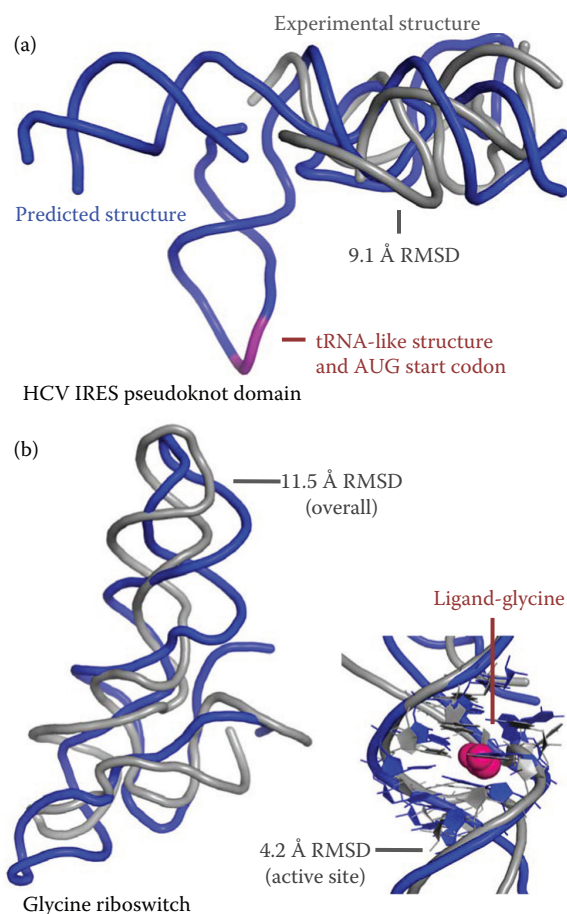 (a)
Experimental structure
Predicted structure
9.1 Å RMSD
tRNA-like structure
and AUG start codon
HCV IRES pseudoknot domain
(b)
11.5 Å RMSD
(overall)
Ligand-glycine
4.2 Å RMSD
(active site)
Glycine riboswitch